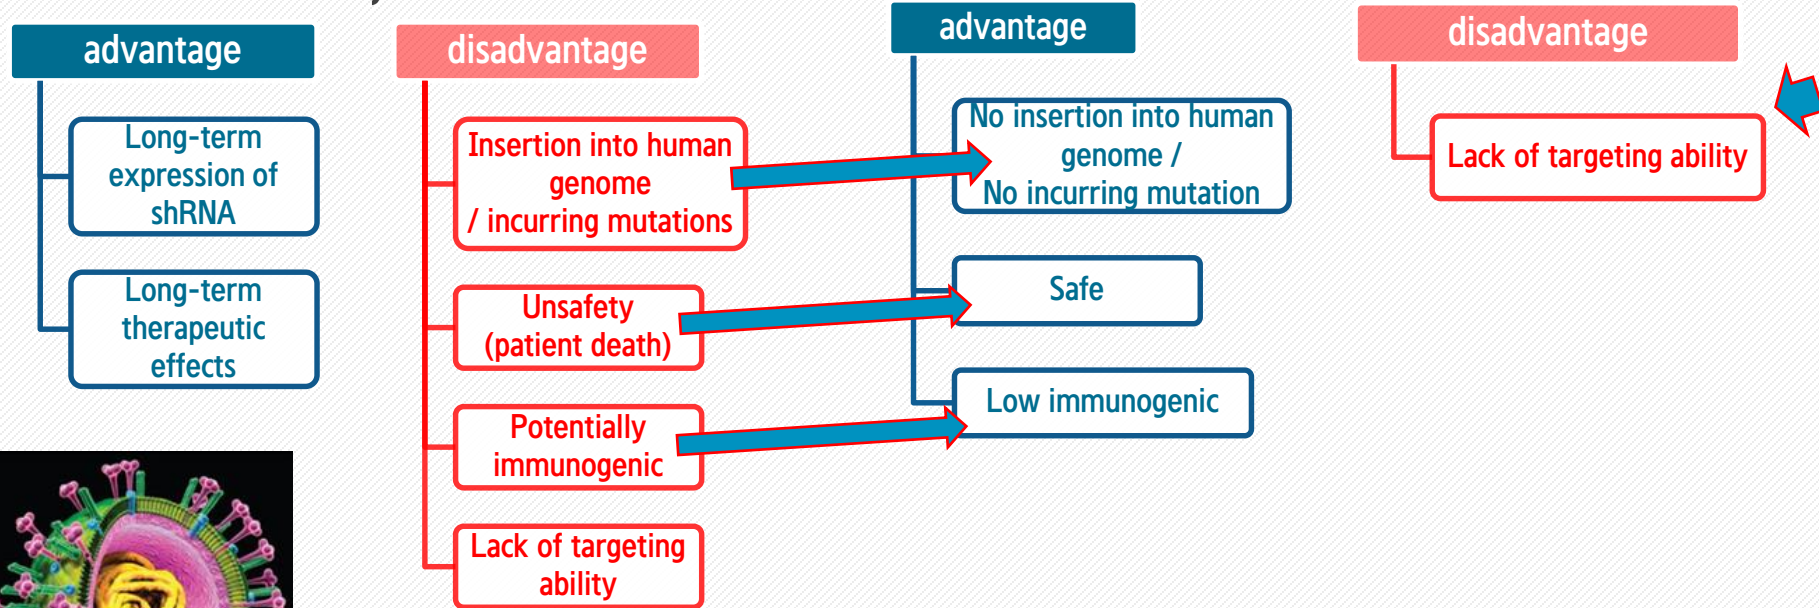 advantage
Long-term
expression of
shRNA
Long-term
therapeutic
effects
disadvantage
Insertion into human
genome
/ incurring mutations
Unsafety
(patient death)
Potentially
immunogenic
Lack of targeting
ability
advantage
No insertion into human
genome /
No incurring mutation
Safe
Low immunogenic
disadvantage
Lack of targeting ability